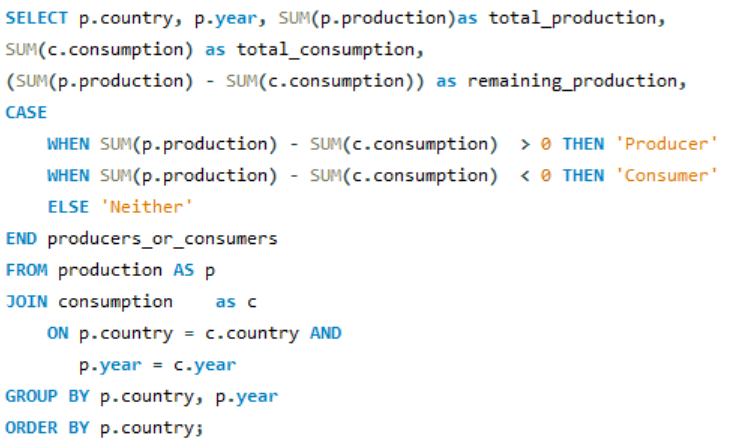 SELECT p.country, p.year, SUM(p.production)as total_production,
SUM(c.consumption) as total_consumption,
(SUM(p.production) - SUM(c.consumption)) as remaining_production,
CASE
    WHEN SUM(p.production) - SUM(c.consumption)  > 0 THEN 'Producer'
    WHEN SUM(p.production) - SUM(c.consumption)  < 0 THEN 'Consumer'
    ELSE 'Neither'
END producers_or_consumers
FROM production AS p
JOIN consumption    as c
    ON p.country = c.country AND
       p.year = c.year
GROUP BY p.country, p.year
ORDER BY p.country;